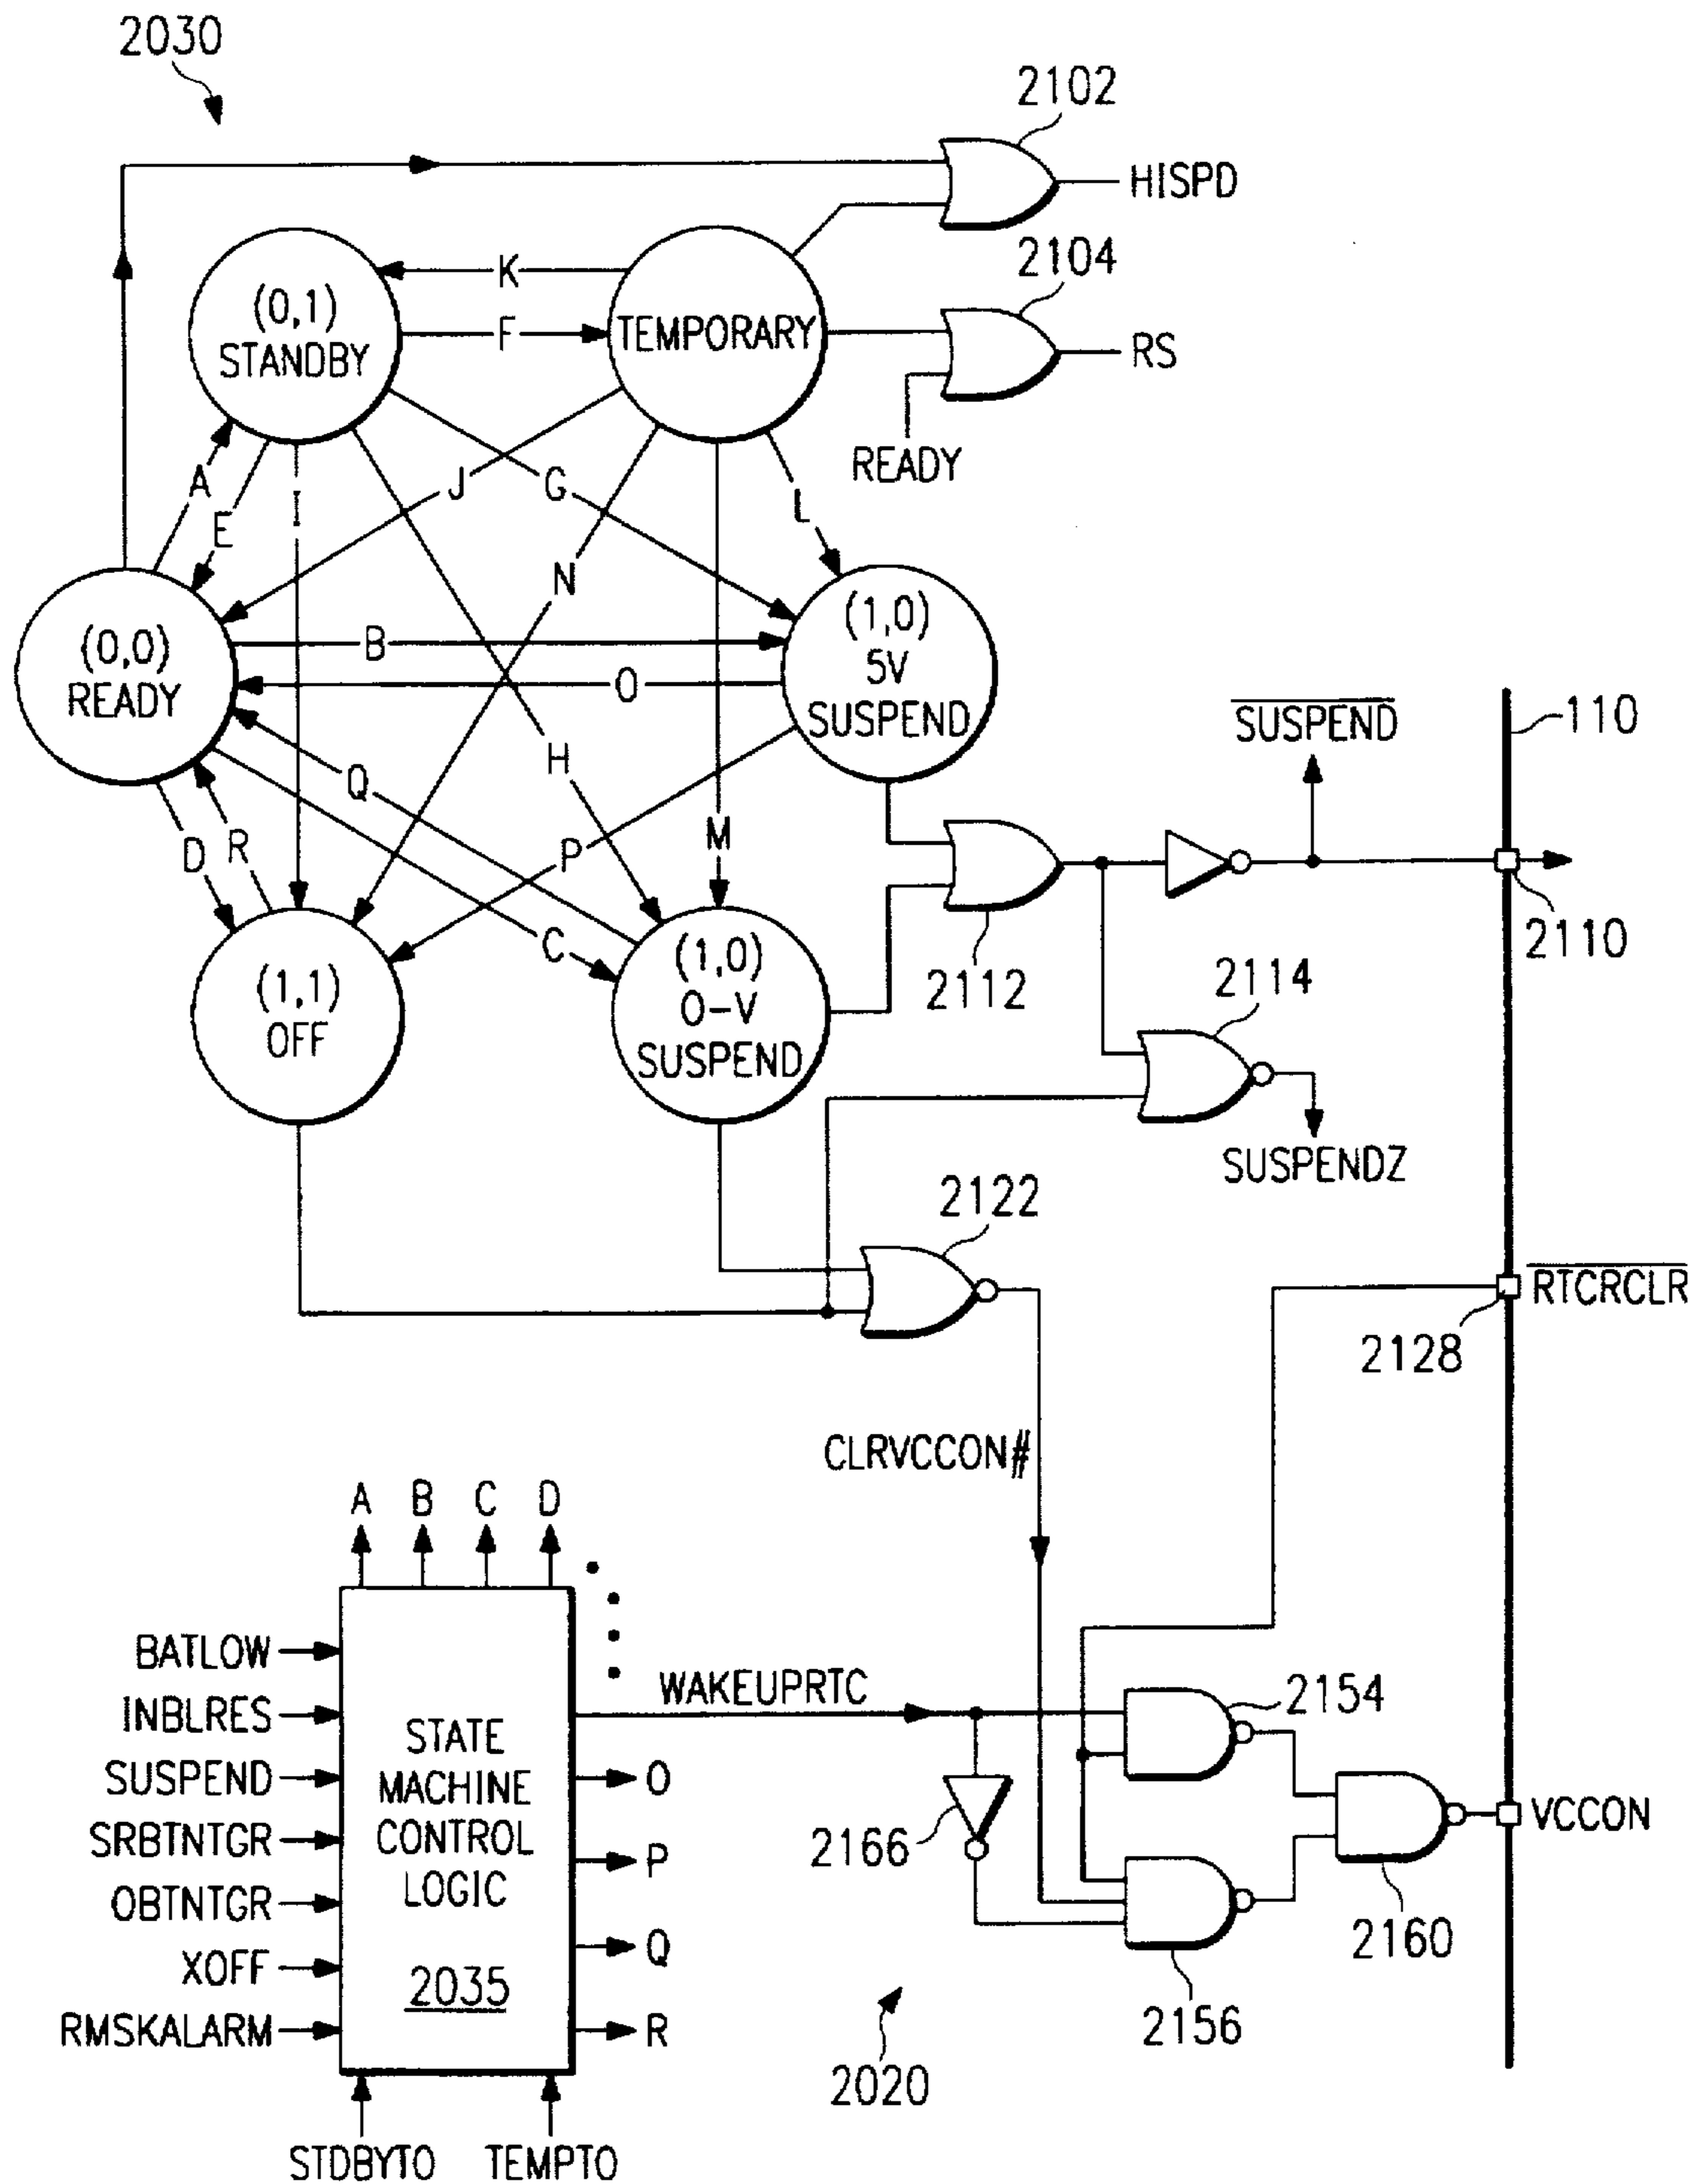 2030
2102
HISPD
2104
RS
READY
(0,1)
STANDBY
K
F
TEMPORARY
A
E
I
J
G
L
N
(0,0)
READY
B
O
(1,0)
5V
SUSPEND
Q
H
P
M
D
R
C
(1,1)
OFF
(1,0)
0-V
SUSPEND
SUSPEND
110
2110
2112
2114
SUSPENDZ
2122
RTCRCLR
2128
CLRVCCON#
A B C D
BATLOW
INBLRES
SUSPEND
SRBTNTGR
OBTNTGR
XOFF
RMSKALARM
STATE
MACHINE
CONTROL
LOGIC
2035
STDBYTO
TEMPTO
WAKEUPRTC
O
P
Q
R
2154
2166
2156
2160
VCCON
2020